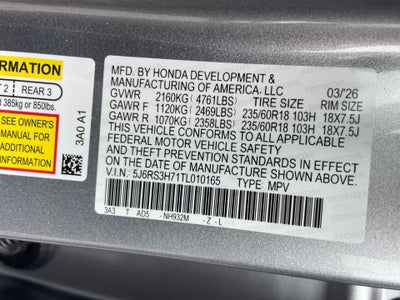 ORMATION
T 2 REAR 3
d 385kg or 850lbs.
SEE OWNER'S
MANUAL FOR
ADDITIONAL
INFORMATION
3A0 A1
MFD. BY HONDA DEVELOPMENT &
MANUFACTURING OF AMERICA, LLC 03/'26
GVWR 2160KG (4761LBS) TIRE SIZE RIM SIZE
GAWR F 1120KG (2469LBS) 235/60R18 103H 18X7.5J
GAWR R 1070KG (2358LBS) 235/60R18 103H 18X7.5J
THIS VEHICLE CONFORMS TO ALL APPLICABLE
FEDERAL MOTOR VEHICLE SAFETY
AND THEFT PREVENTION STANDARDS IN EFFECT
ON THE DATE OF MANUFACTURE SHOWN ABOVE.
V.I.N.: 5J6RS3H71TL010165 TYPE: MPV
3A3 T AD5 - NH932M - Z - L